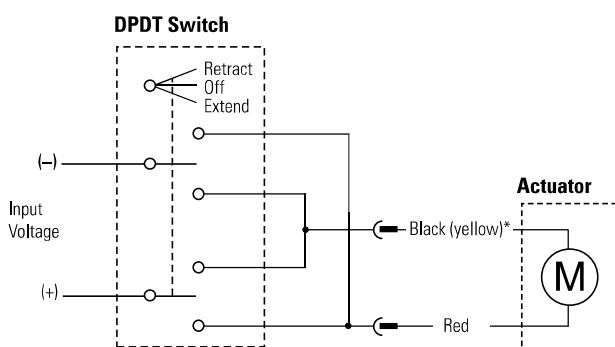 DPDT Switch
Retract
Off
Extend
(–)
Input
Voltage
(+)
Black (yellow)*
Red
Actuator
M